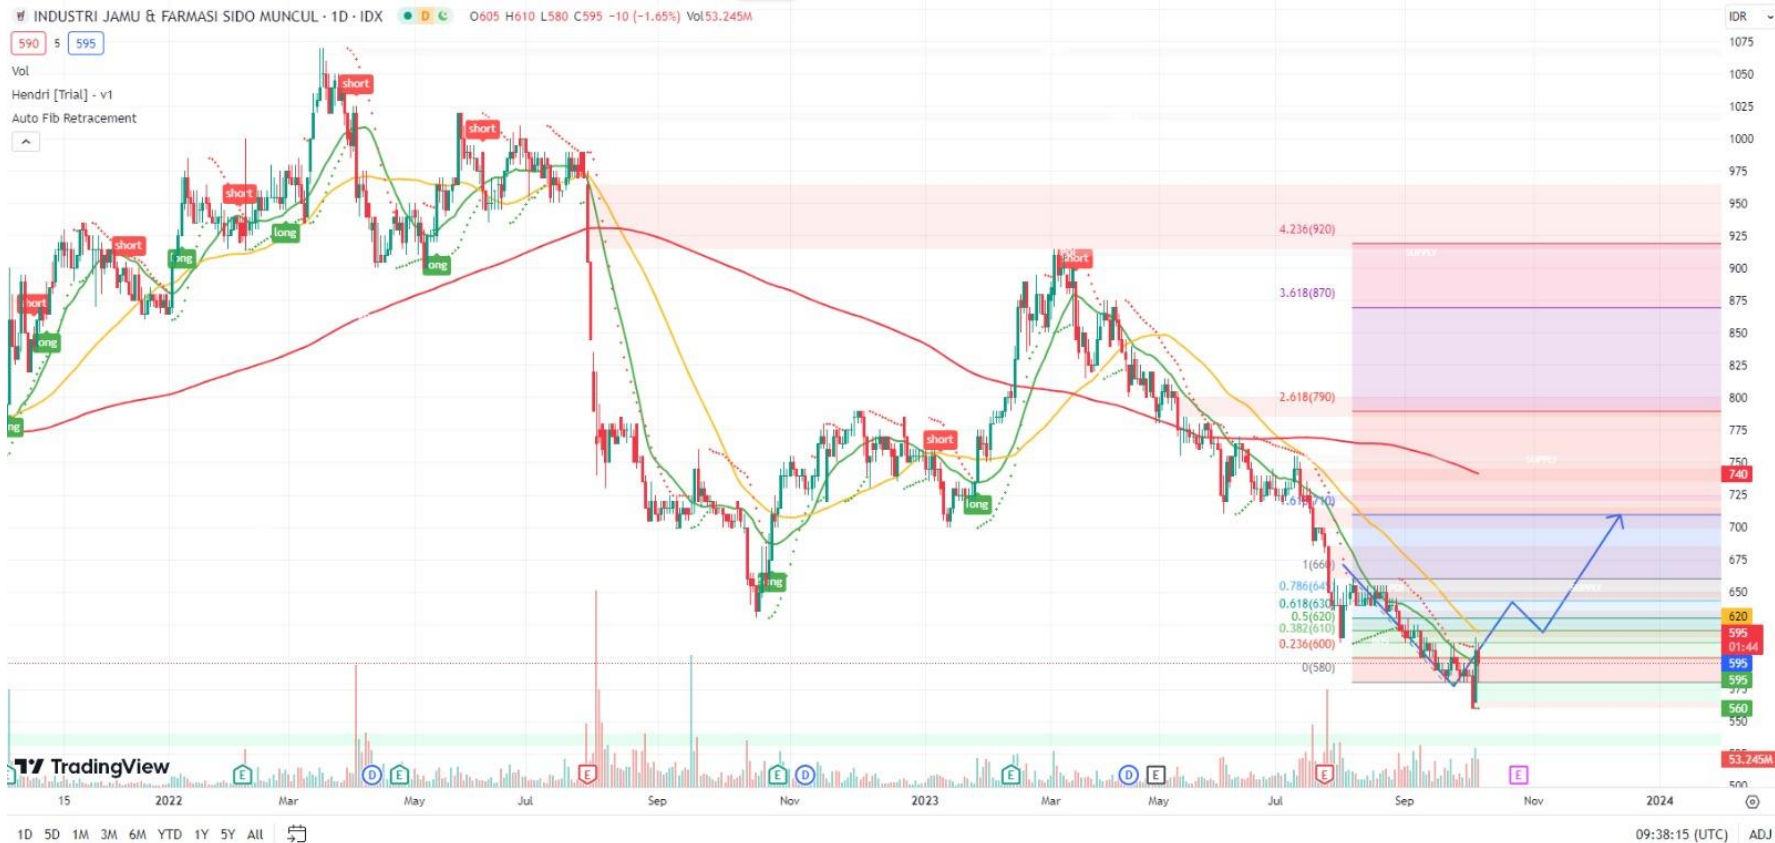 INDUSTRI JAMU & FARMASI SIDO MUNCUL · 1D · IDX D O605 H610 L580 C595 −10 (−1.65%) Vol53.245M
IDR
590 5 595
Vol
Hendri [Trial] - v1
Auto Fib Retracement
1075
1050
1025
1000
975
950
925
900
875
850
825
800
775
750
740
725
700
675
650
620
595
01:44
595
595
575
560
550
53.245M
500
short
short
short
short
long
short
long
short
short
long
long
4.236(920)
SUPPLY
3.618(870)
2.618(790)
SUPPLY
1(660)
SUPPLY
0.618(630)
0.5(620)
0.382(610)
0.236(600)
0(580)
TradingView
E D E E E D E D E E E
15 2022 Mar May Jul Sep Nov 2023 Mar May Jul Sep Nov 2024
1D 5D 1M 3M 6M YTD 1Y 5Y All
09:38:15 (UTC) ADJ